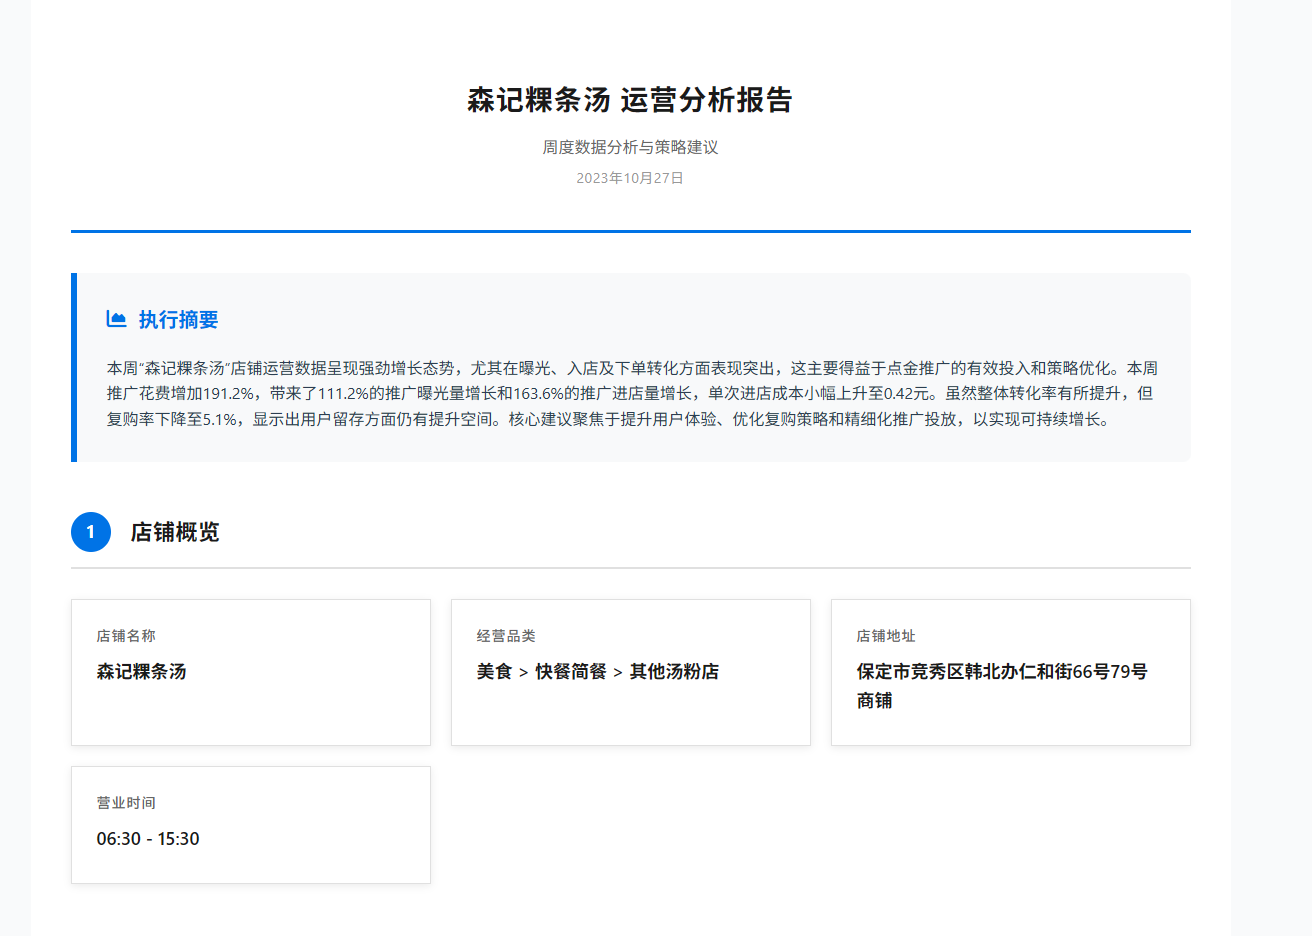 森记粿条汤 运营分析报告
周度数据分析与策略建议
2023年10月27日
执行摘要
本周“森记粿条汤”店铺运营数据呈现强劲增长态势，尤其在曝光、入店及下单转化方面表现突出，这主要得益于点金推广的有效投入和策略优化。本周
推广花费增加191.2%，带来了111.2%的推广曝光量增长和163.6%的推广进店量增长，单次进店成本小幅上升至0.42元。虽然整体转化率有所提升，但
复购率下降至5.1%，显示出用户留存方面仍有提升空间。核心建议聚焦于提升用户体验、优化复购策略和精细化推广投放，以实现可持续增长。
1 店铺概览
店铺名称
森记粿条汤
经营品类
美食 > 快餐简餐 > 其他汤粉店
店铺地址
保定市竞秀区韩北办仁和街66号79号
商铺
营业时间
06:30 - 15:30